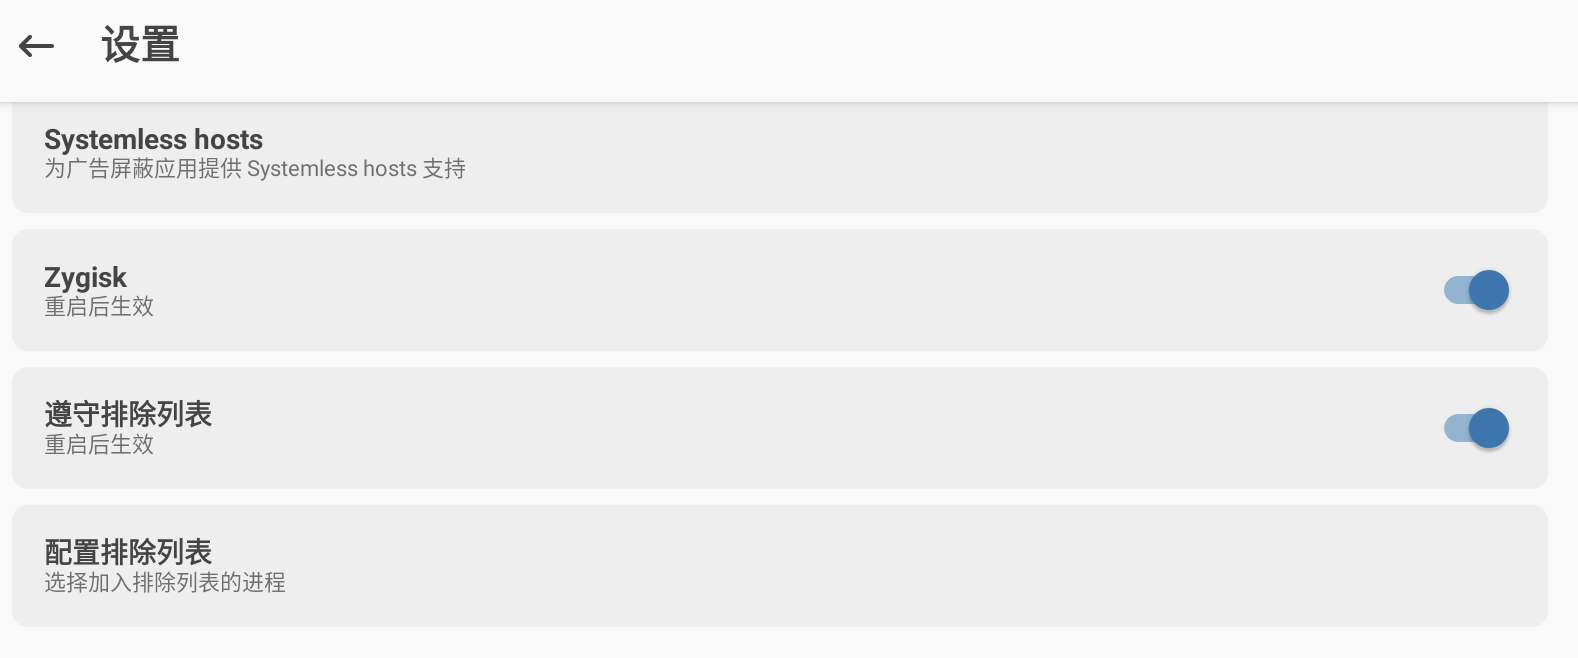 设置
Systemless hosts
为广告屏蔽应用提供 Systemless hosts 支持
Zygisk
重启后生效
遵守排除列表
重启后生效
配置排除列表
选择加入排除列表的进程